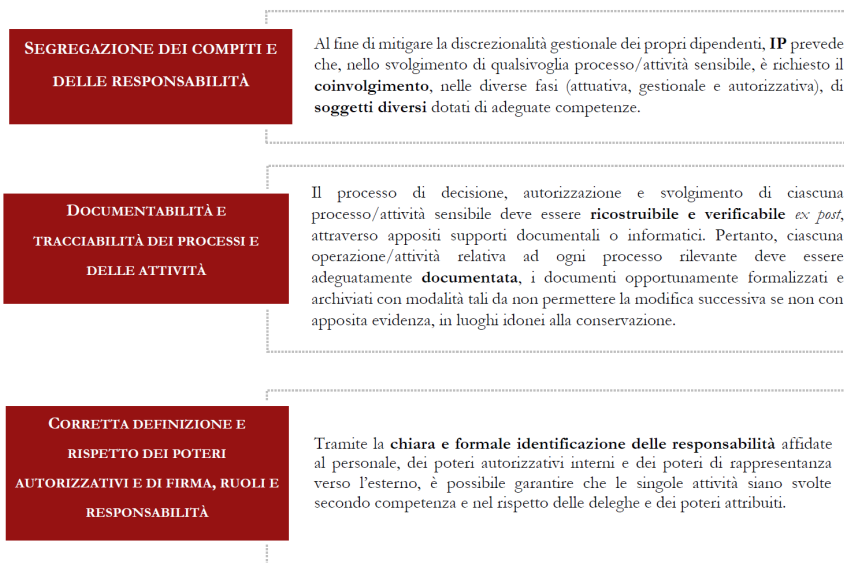 SEGREGAZIONE DEI COMPITI E
DELLE RESPONSABILITÀ
Al fine di mitigare la discrezionalità gestionale dei propri dipendenti, IP prevede
che, nello svolgimento di qualsivoglia processo/attività sensibile, è richiesto il
coinvolgimento, nelle diverse fasi (attuativa, gestionale e autorizzativa), di
soggetti diversi dotati di adeguate competenze.
DOCUMENTABILITÀ E
TRACCIABILITÀ DEI PROCESSI E
DELLE ATTIVITÀ
Il processo di decisione, autorizzazione e svolgimento di ciascuna
processo/attività sensibile deve essere ricostruibile e verificabile ex post,
attraverso appositi supporti documentali o informatici. Pertanto, ciascuna
operazione/attività relativa ad ogni processo rilevante deve essere
adeguatamente documentata, i documenti opportunamente formalizzati e
archiviati con modalità tali da non permettere la modifica successiva se non con
apposita evidenza, in luoghi idonei alla conservazione.
CORRETTA DEFINIZIONE E
RISPETTO DEI POTERI
AUTORIZZATIVI E DI FIRMA, RUOLI E
RESPONSABILITÀ
Tramite la chiara e formale identificazione delle responsabilità affidate
al personale, dei poteri autorizzativi interni e dei poteri di rappresentanza
verso l'esterno, è possibile garantire che le singole attività siano svolte
secondo competenza e nel rispetto delle deleghe e dei poteri attribuiti.